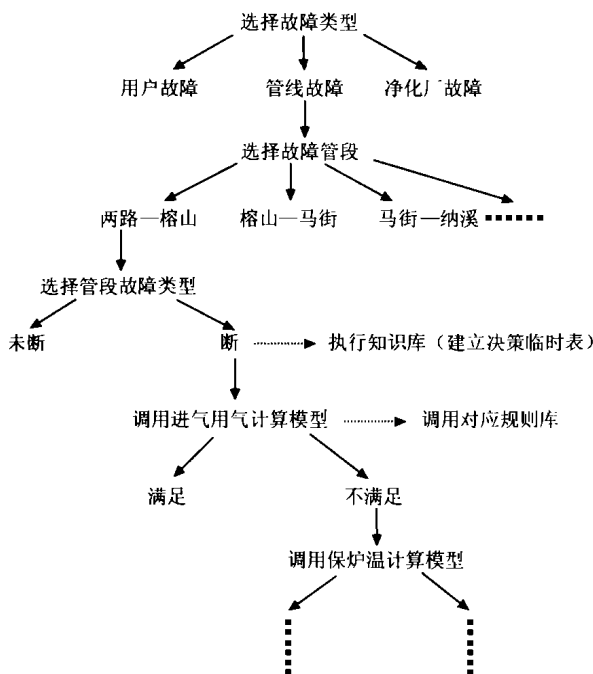 选择故障类型
用户故障 管线故障 净化厂故障
选择故障管段
两路—榕山 榕山—马街 马街—纳溪
选择管段故障类型
未断 断 执行知识库（建立决策临时表）
调用进气用气计算模型 调用对应规则库
满足 不满足
调用保炉温计算模型